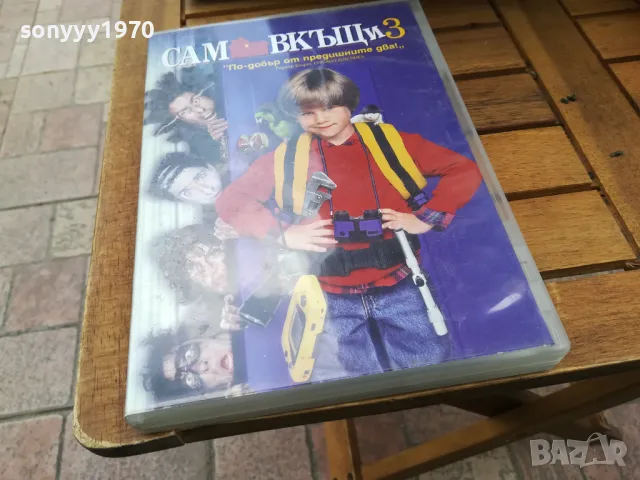 sonyyy1970
САМ ВКЪЩИ 3
"По-добър от предишните два!"
BAZAR